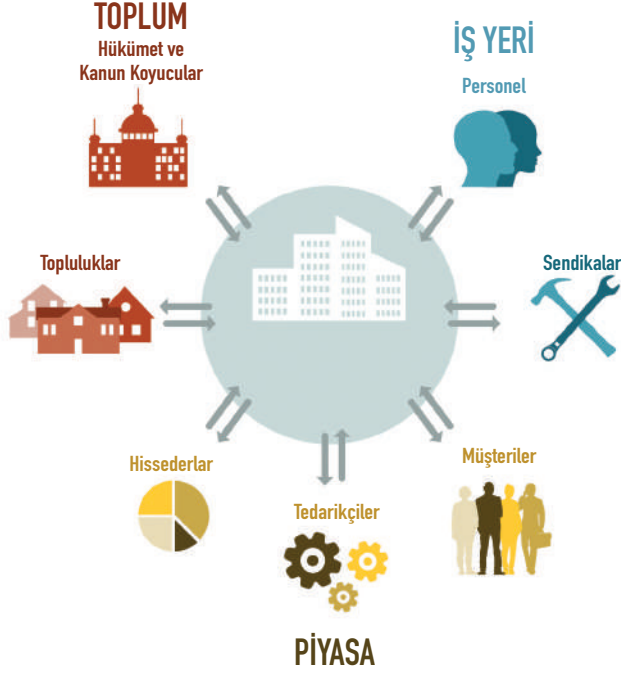 TOPLUM
Hükümet ve
Kanun Koyucular
İŞ YERİ
Personel
Topluluklar
Sendikalar
Hissederlar
Müşteriler
Tedarikçiler
PİYASA